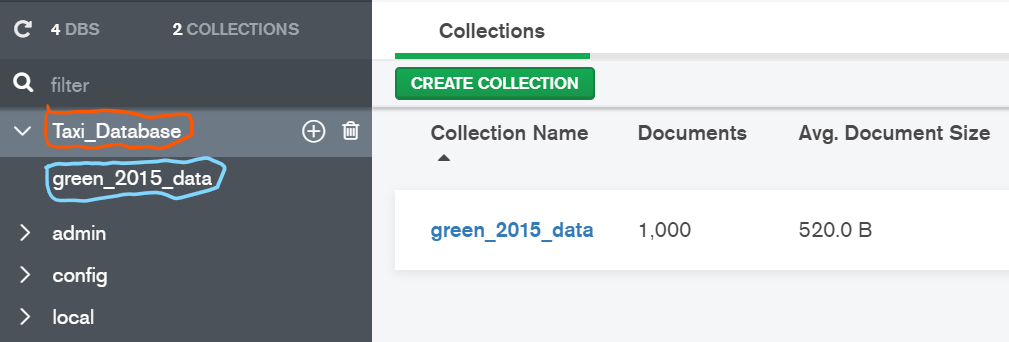 4 DBS 2 COLLECTIONS
filter
Taxi_Database
green_2015_data
admin
config
local
Collections
CREATE COLLECTION
Collection Name Documents Avg. Document Size
green_2015_data 1,000 520.0 B